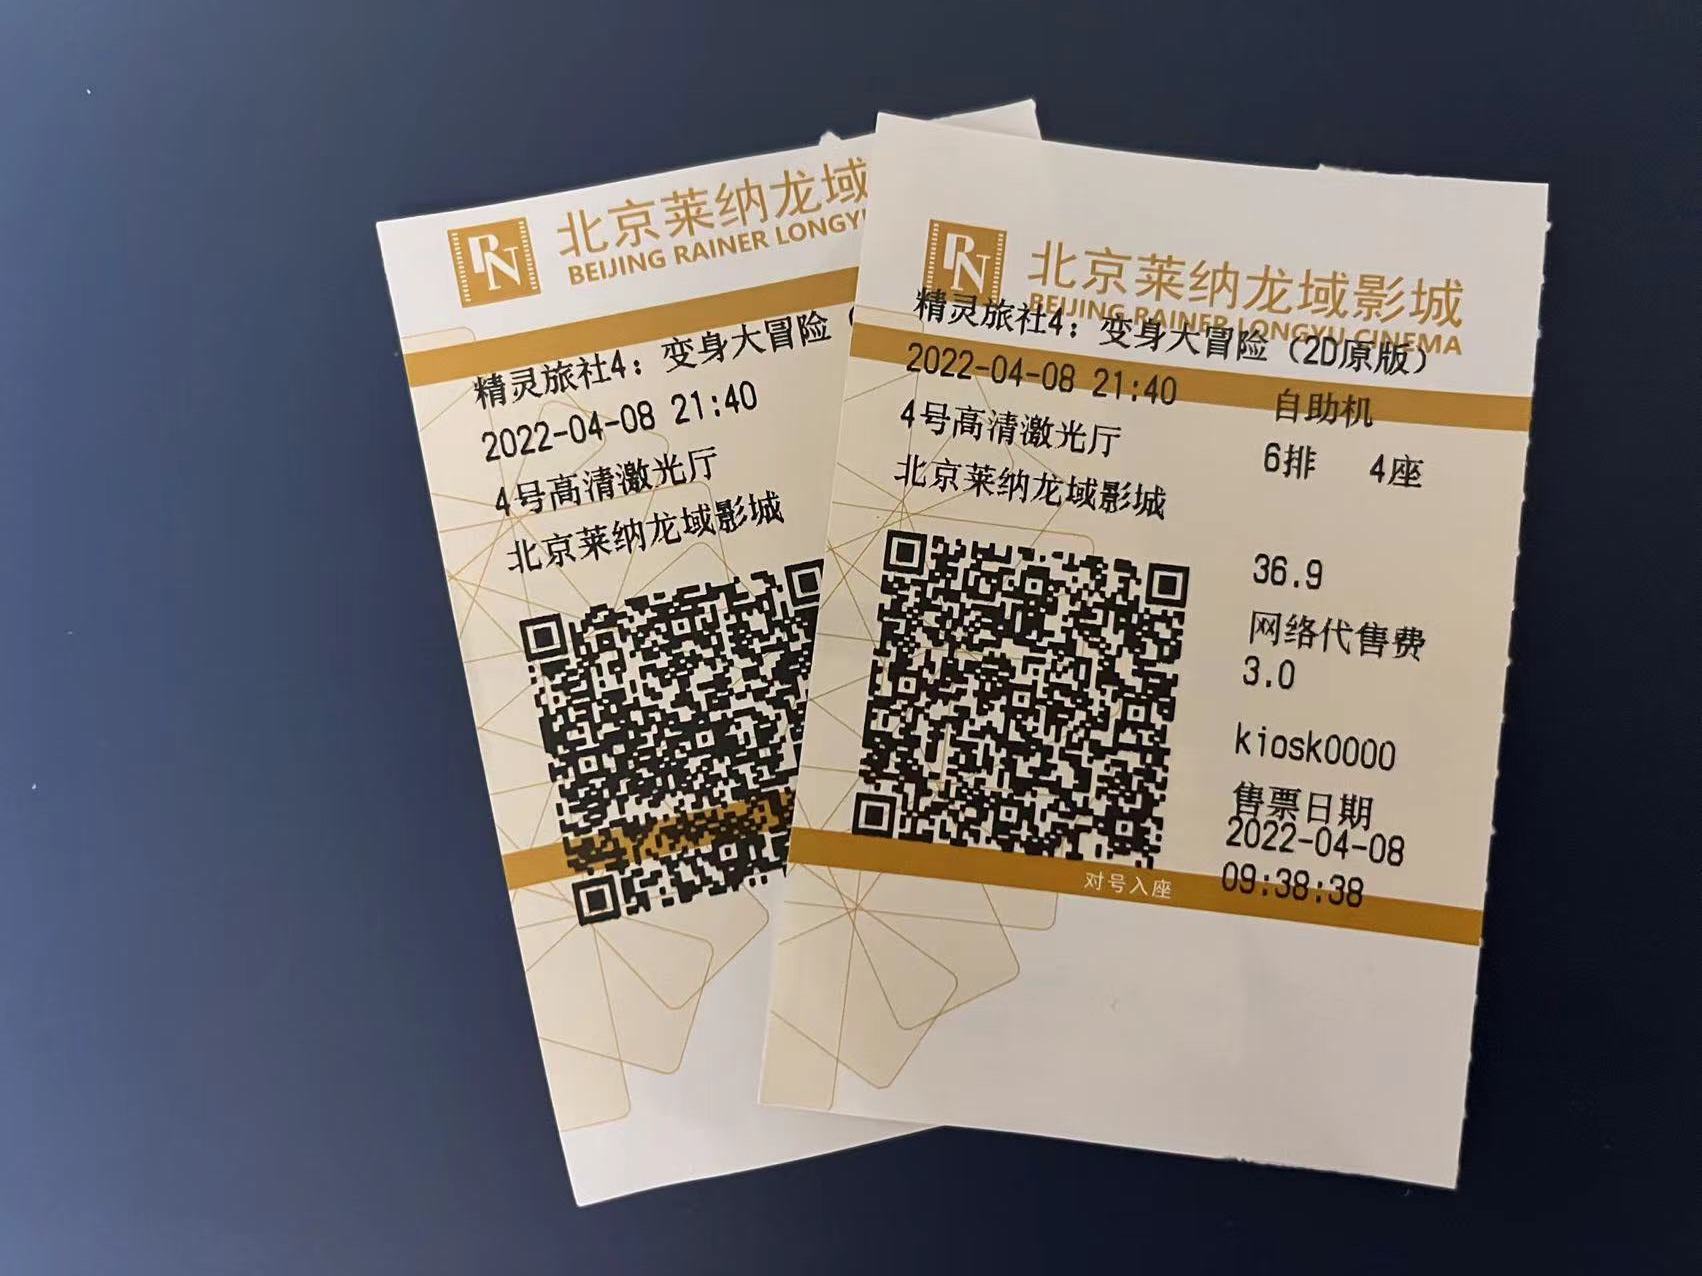 RN
北京莱纳龙域
BEIJING RAINER LONGY
精灵旅社4：变身大冒险（
2022-04-08 21:40
4号高清激光厅
北京莱纳龙域影城
RN
北京莱纳龙域影城
BEIJING RAINER LONGYU CINEMA
精灵旅社4：变身大冒险（2D原版）
2022-04-08 21:40 自助机
4号高清激光厅 6排 4座
北京莱纳龙域影城
36.9
网络代售费
3.0
kiosk0000
售票日期
2022-04-08
09:38:38
对号入座